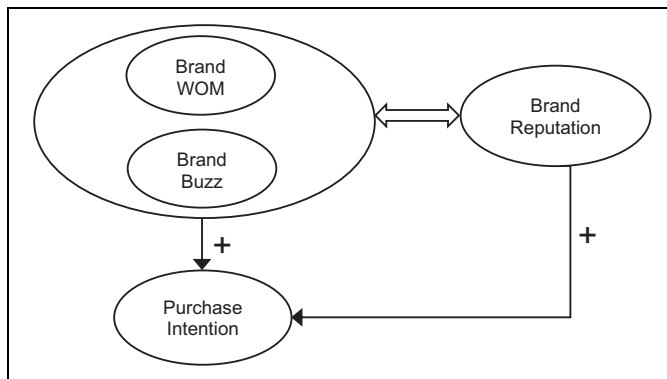 Brand
WOM
Brand
Buzz
Brand
Reputation
+
+
Purchase
Intention